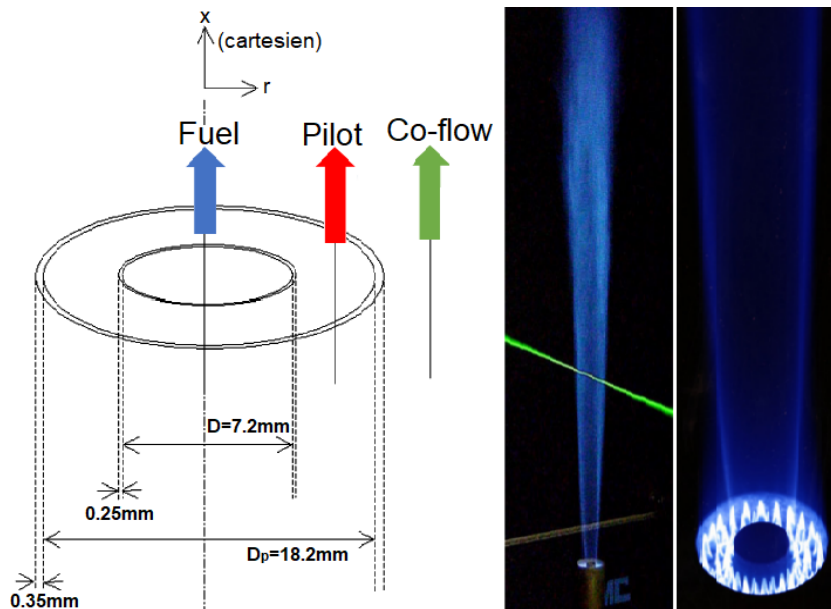 x
(cartesien)
r
Fuel
Pilot
Co-flow
D=7.2mm
0.25mm
Dp=18.2mm
0.35mm